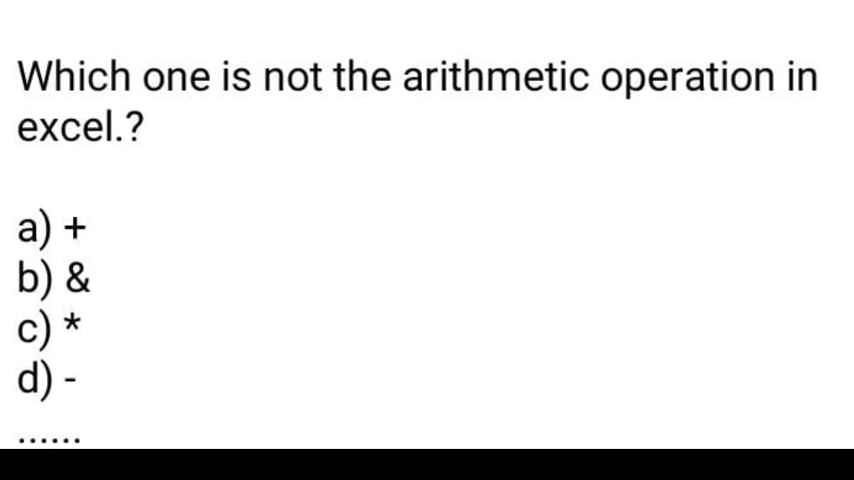 Which one is not the arithmetic operation in
excel.?
a) +
b) &
c) *
d) -
......